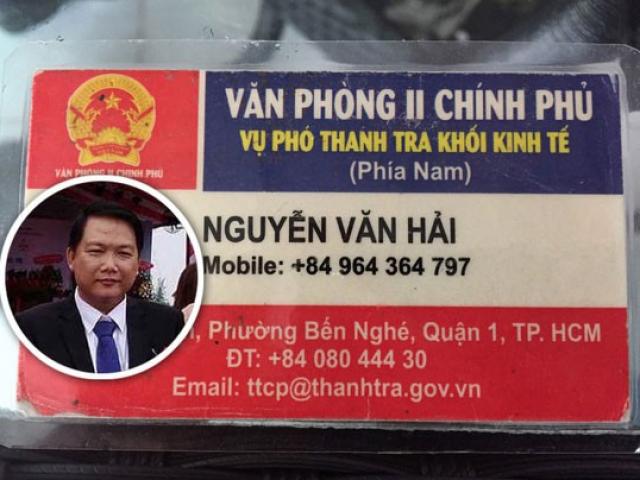 VĂN PHÒNG II CHÍNH PHỦ
VỤ PHÓ THANH TRA KHỐI KINH TẾ
(Phía Nam)
VĂN PHÒNG II CHÍNH PHỦ
NGUYỄN VĂN HẢI
Mobile: +84 964 364 797
, Phường Bến Nghé, Quận 1, TP. HCM
ĐT: +84 080 444 30
Email: ttcp@thanhtra.gov.vn